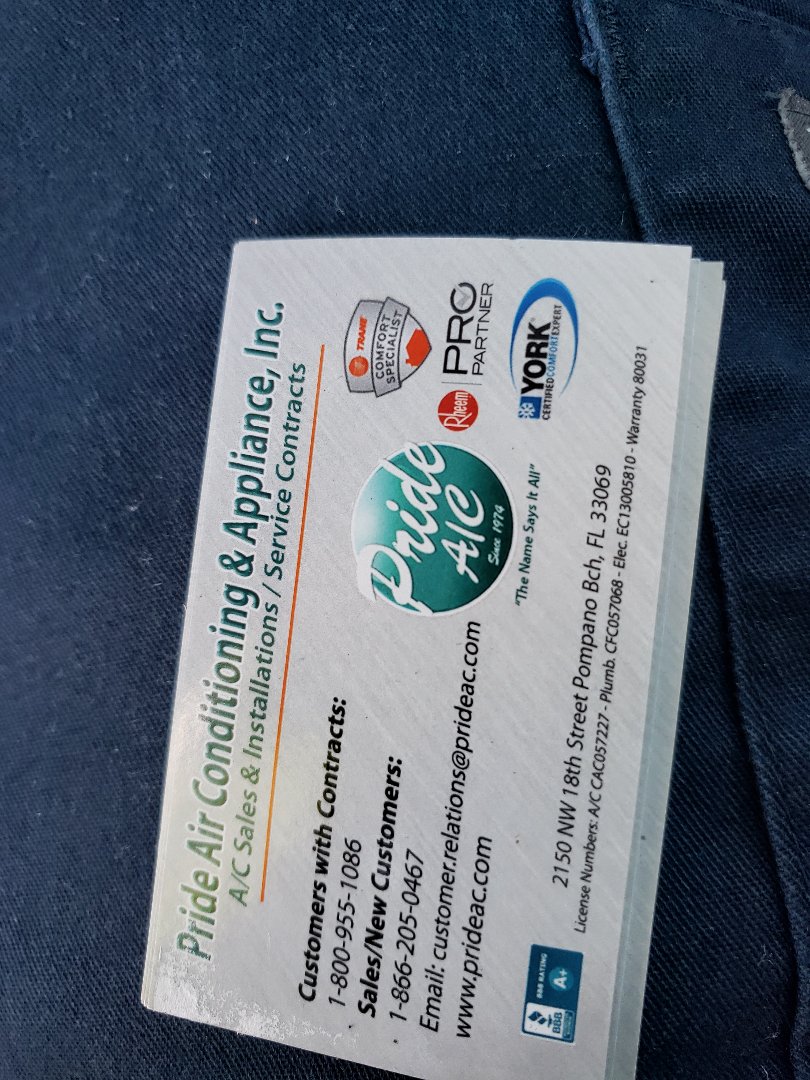 Pride Air Conditioning & Appliance, Inc.
A/C Sales & Installations / Service Contracts
Customers with Contracts:
1-800-955-1086
Sales/New Customers:
1-866-205-0467
Email: customer.relations@prideac.com
www.prideac.com
Pride
A/C
Since 1974
"The Name Says It All"
TRANE
COMFORT
SPECIALIST
Rheem
PRO
PARTNER
YORK
CERTIFIEDCOMFORTEXPERT
BBB
BBB RATING
A+
2150 NW 18th Street Pompano Bch, FL 33069
License Numbers: A/C CAC057227 - Plumb. CFC057068 - Elec. EC13005810 - Warranty 80031